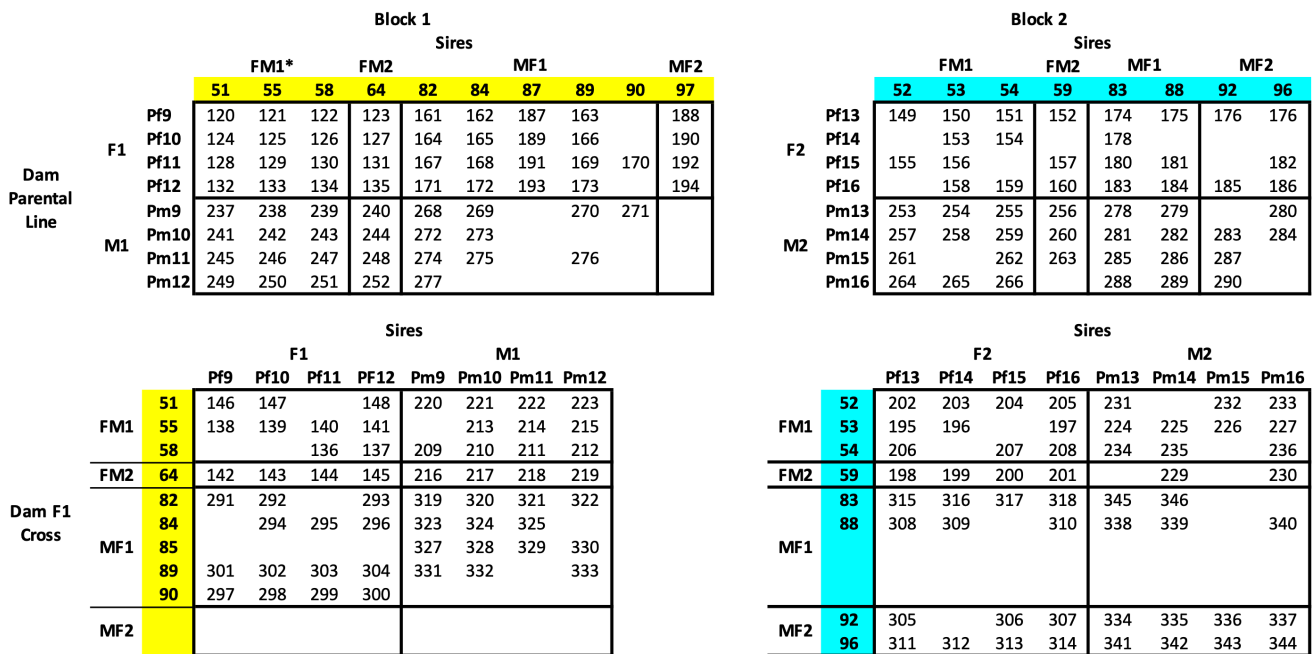 Block 1 Block 2
Sires Sires
FM1* FM2 MF1 MF2 FM1 FM2 MF1 MF2
51 55 58 64 82 84 87 89 90 97 52 53 54 59 83 88 92 96
Pf9 120 121 122 123 161 162 187 163 188 Pf13 149 150 151 152 174 175 176 176
Pf10 124 125 126 127 164 165 189 166 190 Pf14 153 154 178
F1 F2
Pf11 128 129 130 131 167 168 191 169 170 192 Pf15 155 156 157 180 181 182
Dam
Pf12 132 133 134 135 171 172 193 173 194 Pf16 158 159 160 183 184 185 186
Parental
Pm9 237 238 239 240 268 269 270 271 Pm13 253 254 255 256 278 279 280
Line
Pm10 241 242 243 244 272 273 Pm14 257 258 259 260 281 282 283 284
M1 M2
Pm11 245 246 247 248 274 275 276 Pm15 261 262 263 285 286 287
Pm12 249 250 251 252 277 Pm16 264 265 266 288 289 290
Sires Sires
F1 M1 F2 M2
Pf9 Pf10 Pf11 PF12 Pm9 Pm10 Pm11 Pm12 Pf13 Pf14 Pf15 Pf16 Pm13 Pm14 Pm15 Pm16
51 146 147 148 220 221 222 223 52 202 203 204 205 231 232 233
FM1 55 138 139 140 141 213 214 215 FM1 53 195 196 197 224 225 226 227
58 136 137 209 210 211 212 54 206 207 208 234 235 236
FM2 64 142 143 144 145 216 217 218 219 FM2 59 198 199 200 201 229 230
82 291 292 293 319 320 321 322 83 315 316 317 318 345 346
Dam F1
84 294 295 296 323 324 325 88 308 309 310 338 339 340
Cross
MF1 85 327 328 329 330 MF1
89 301 302 303 304 331 332 333
90 297 298 299 300
92 305 306 307 334 335 336 337
MF2 MF2
96 311 312 313 314 341 342 343 344